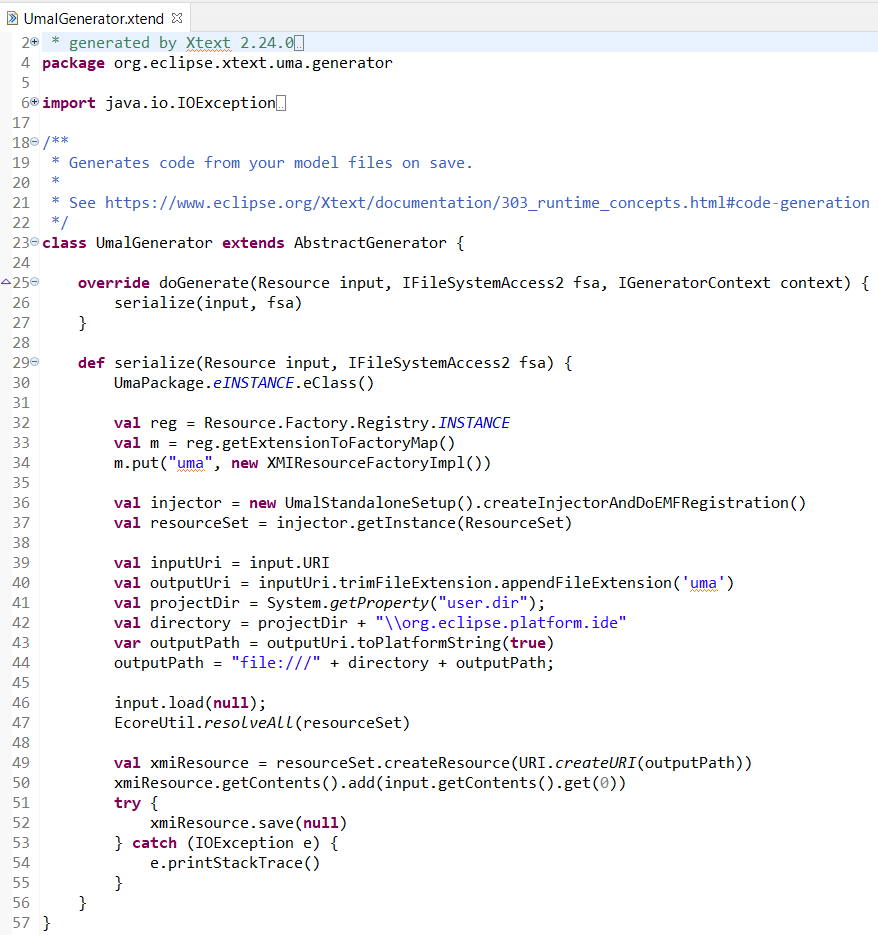 UmalGenerator.xtend
2 * generated by Xtext 2.24.0
4 package org.eclipse.xtext.uma.generator
5
6 import java.io.IOException
17
18 /**
19  * Generates code from your model files on save.
20  *
21  * See https://www.eclipse.org/Xtext/documentation/303_runtime_concepts.html#code-generation
22  */
23 class UmalGenerator extends AbstractGenerator {
24
25     override doGenerate(Resource input, IFileSystemAccess2 fsa, IGeneratorContext context) {
26         serialize(input, fsa)
27     }
28
29     def serialize(Resource input, IFileSystemAccess2 fsa) {
30         UmaPackage.eINSTANCE.eClass()
31
32         val reg = Resource.Factory.Registry.INSTANCE
33         val m = reg.getExtensionToFactoryMap()
34         m.put("uma", new XMIResourceFactoryImpl())
35
36         val injector = new UmalStandaloneSetup().createInjectorAndDoEMFRegistration()
37         val resourceSet = injector.getInstance(ResourceSet)
38
39         val inputUri = input.URI
40         val outputUri = inputUri.trimFileExtension.appendFileExtension('uma')
41         val projectDir = System.getProperty("user.dir");
42         val directory = projectDir + "\\org.eclipse.platform.ide"
43         var outputPath = outputUri.toPlatformString(true)
44         outputPath = "file:///" + directory + outputPath;
45
46         input.load(null);
47         EcoreUtil.resolveAll(resourceSet)
48
49         val xmiResource = resourceSet.createResource(URI.createURI(outputPath))
50         xmiResource.getContents().add(input.getContents().get(0))
51         try {
52             xmiResource.save(null)
53         } catch (IOException e) {
54             e.printStackTrace()
55         }
56     }
57 }